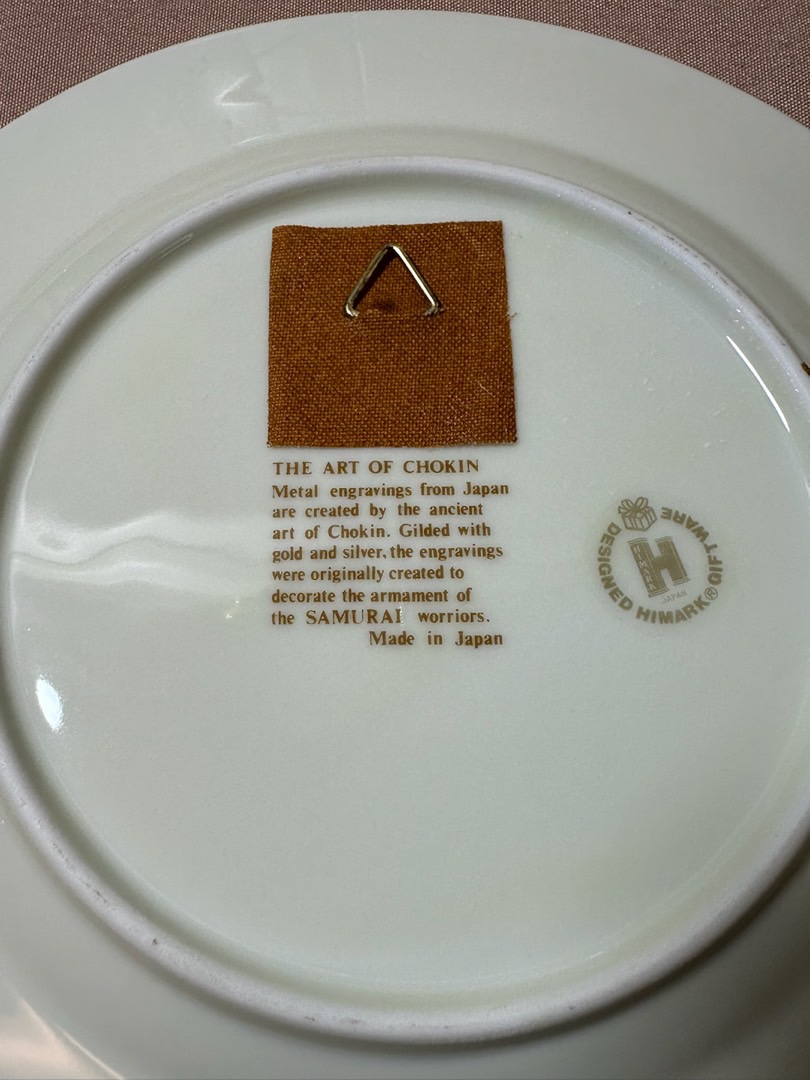 THE ART OF CHOKIN
Metal engravings from Japan
are created by the ancient
art of Chokin. Gilded with
gold and silver, the engravings
were originally created to
decorate the armament of
the SAMURAI worriors.
Made in Japan
DESIGNED HIMARK® GIFTWARE
H
HIMARK
JAPAN